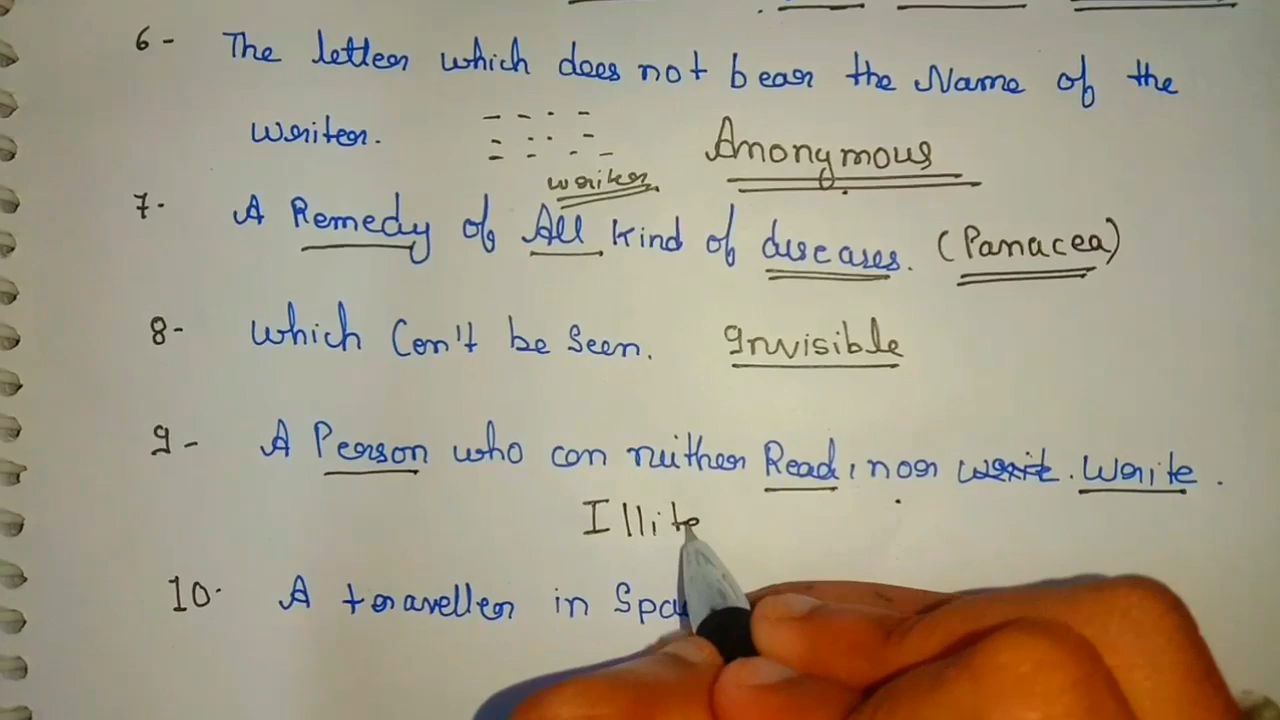 6- The letter which does not bear the Name of the
writer. Anonymous
writer
7- A Remedy of All kind of diseases. (Panacea)
8- which Con't be Seen. Invisible
9- A Person who can neither Read, nor writ. Write.
Illite
10. A traveller in Spa